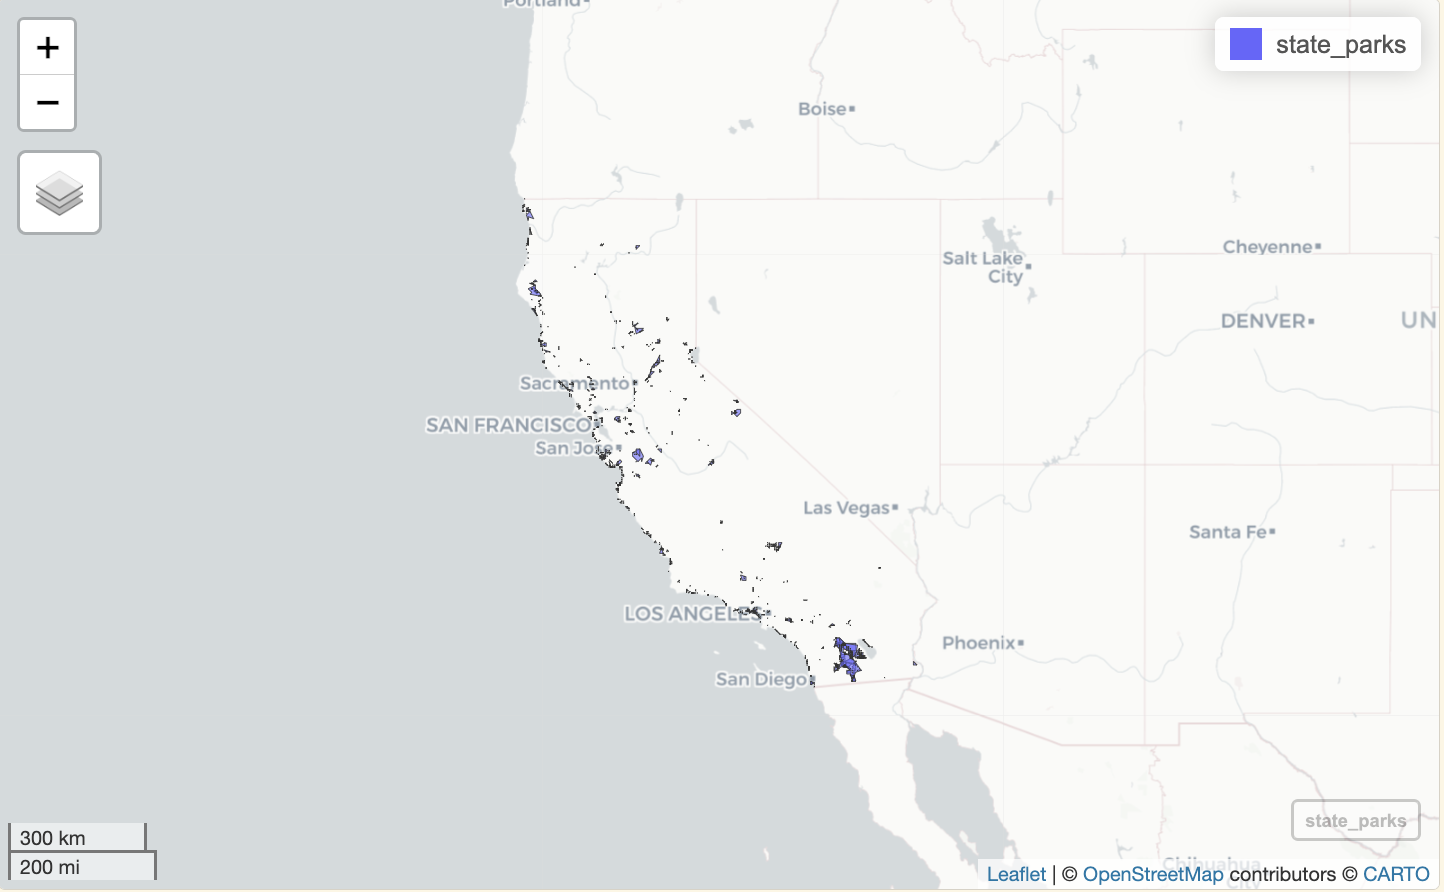 Portland
+
−
state_parks
Boise
Salt Lake
City
Cheyenne
DENVER
UN
Sacramento
SAN FRANCISCO
San Jose
Las Vegas
Santa Fe
LOS ANGELES
Phoenix
San Diego
state_parks
300 km
200 mi
Chihuahua
City
Leaflet | © OpenStreetMap contributors © CARTO